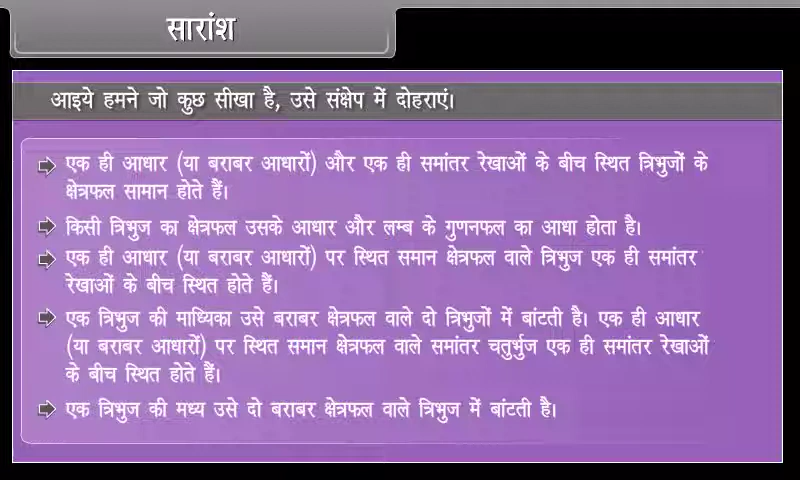 सारांश
आइये हमने जो कुछ सीखा है, उसे संक्षेप में दोहराएं।
एक ही आधार (या बराबर आधारों) और एक ही समांतर रेखाओं के बीच स्थित त्रिभुजों के
क्षेत्रफल सामान होते हैं।
किसी त्रिभुज का क्षेत्रफल उसके आधार और लम्ब के गुणनफल का आधा होता है।
एक ही आधार (या बराबर आधारों) पर स्थित समान क्षेत्रफल वाले त्रिभुज एक ही समांतर
रेखाओं के बीच स्थित होते हैं।
एक त्रिभुज की माध्यिका उसे बराबर क्षेत्रफल वाले दो त्रिभुजों में बांटती है। एक ही आधार
(या बराबर आधारों) पर स्थित समान क्षेत्रफल वाले समांतर चतुर्भुज एक ही समांतर रेखाओं
के बीच स्थित होते हैं।
एक त्रिभुज की मध्य उसे दो बराबर क्षेत्रफल वाले त्रिभुज में बांटती है।